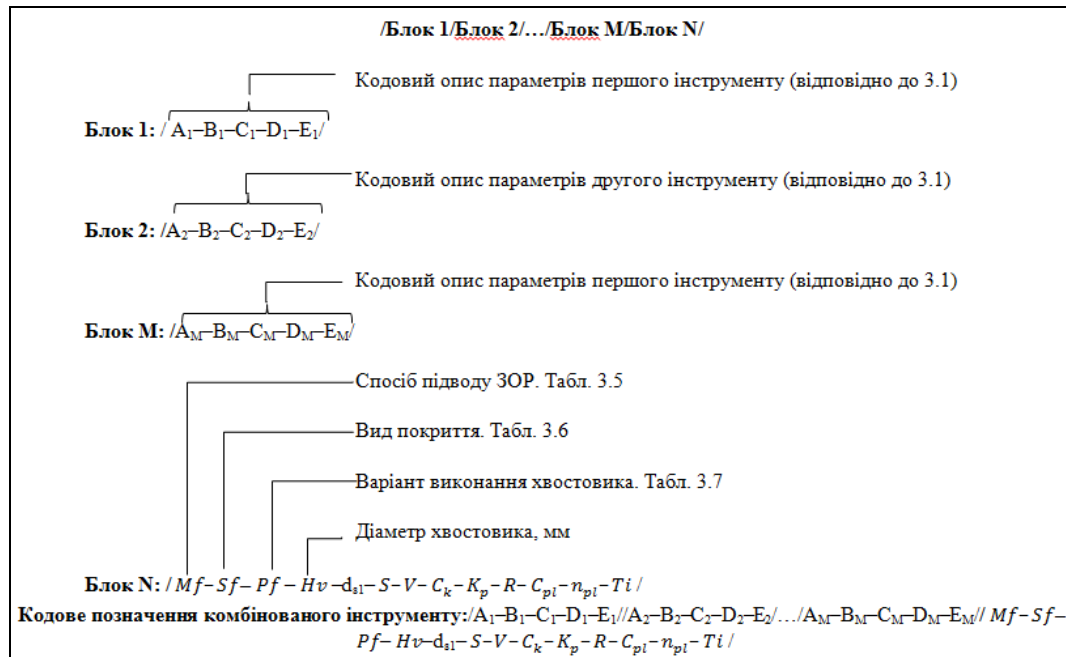 /Блок 1/Блок 2/…/Блок M/Блок N/
Кодовий опис параметрів першого інструменту (відповідно до 3.1)
Блок 1: / A₁–B₁–C₁–D₁–E₁/
Кодовий опис параметрів другого інструменту (відповідно до 3.1)
Блок 2: /A₂–B₂–C₂–D₂–E₂/
Кодовий опис параметрів першого інструменту (відповідно до 3.1)
Блок M: /A_M–B_M–C_M–D_M–E_M/
Спосіб підводу ЗОР. Табл. 3.5
Вид покриття. Табл. 3.6
Варіант виконання хвостовика. Табл. 3.7
Діаметр хвостовика, мм
Блок N: / Mf–Sf–Pf–Hv–d_s1–S–V–C_k–K_p–R–C_pl–n_pl–Ti /
Кодове позначення комбінованого інструменту:/A₁–B₁–C₁–D₁–E₁//A₂–B₂–C₂–D₂–E₂/…/A_M–B_M–C_M–D_M–E_M// Mf–Sf–
Pf–Hv–d_s1–S–V–C_k–K_p–R–C_pl–n_pl–Ti /